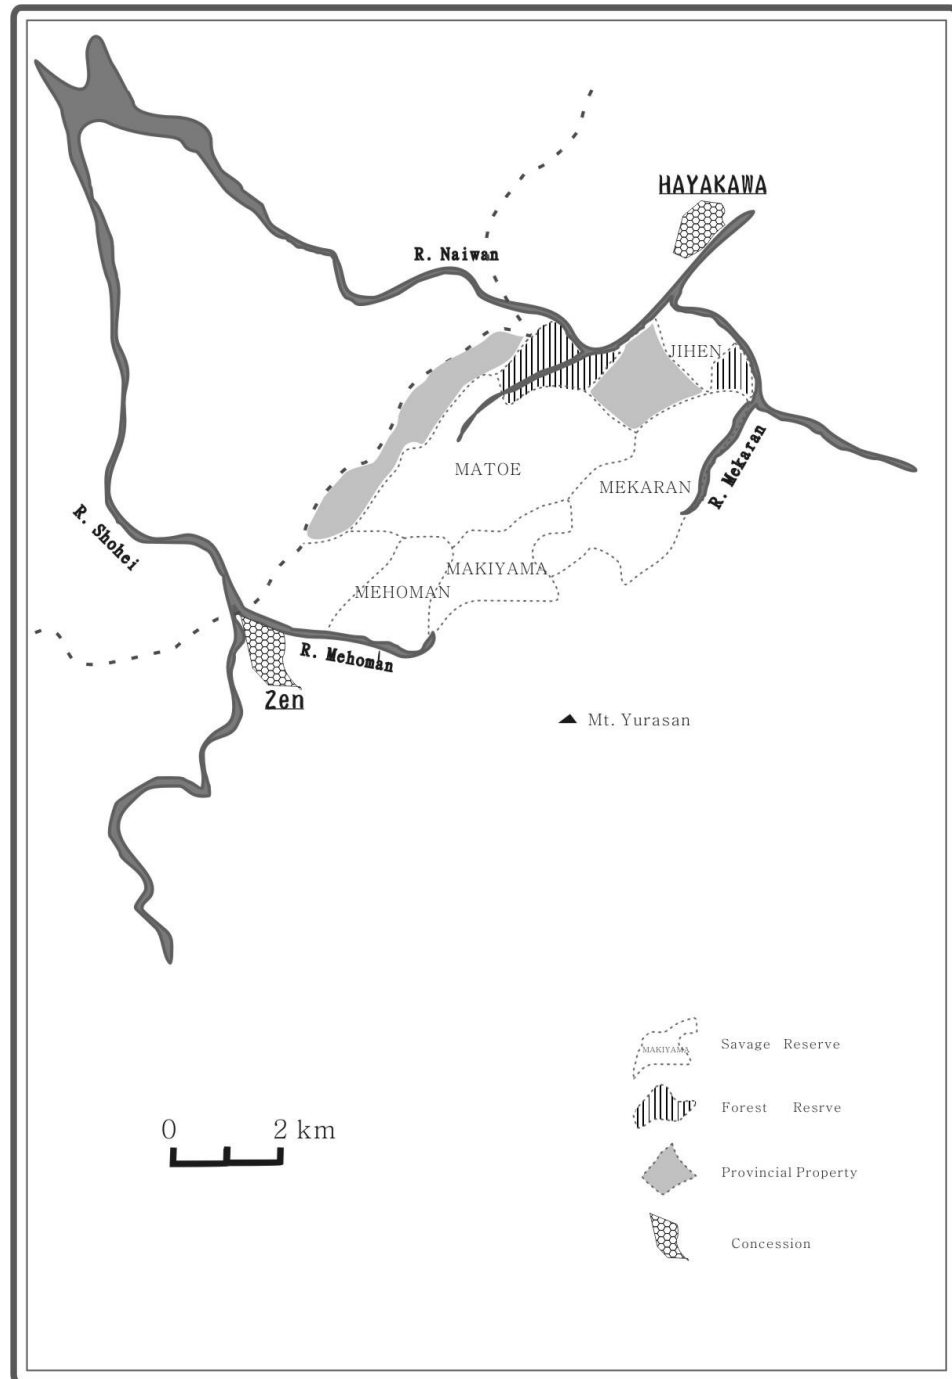 HAYAKAWA
R. Naiwan
JIHEN
MATOE
MEKARAN
R. Mekaran
R. Shohei
MAKIYAMA
MEHOMAN
R. Mehoman
Zen
Mt. Yurasan
MAKIYAMA
Savage Reserve
Forest Resrve
0 2 km
Provincial Property
Concession